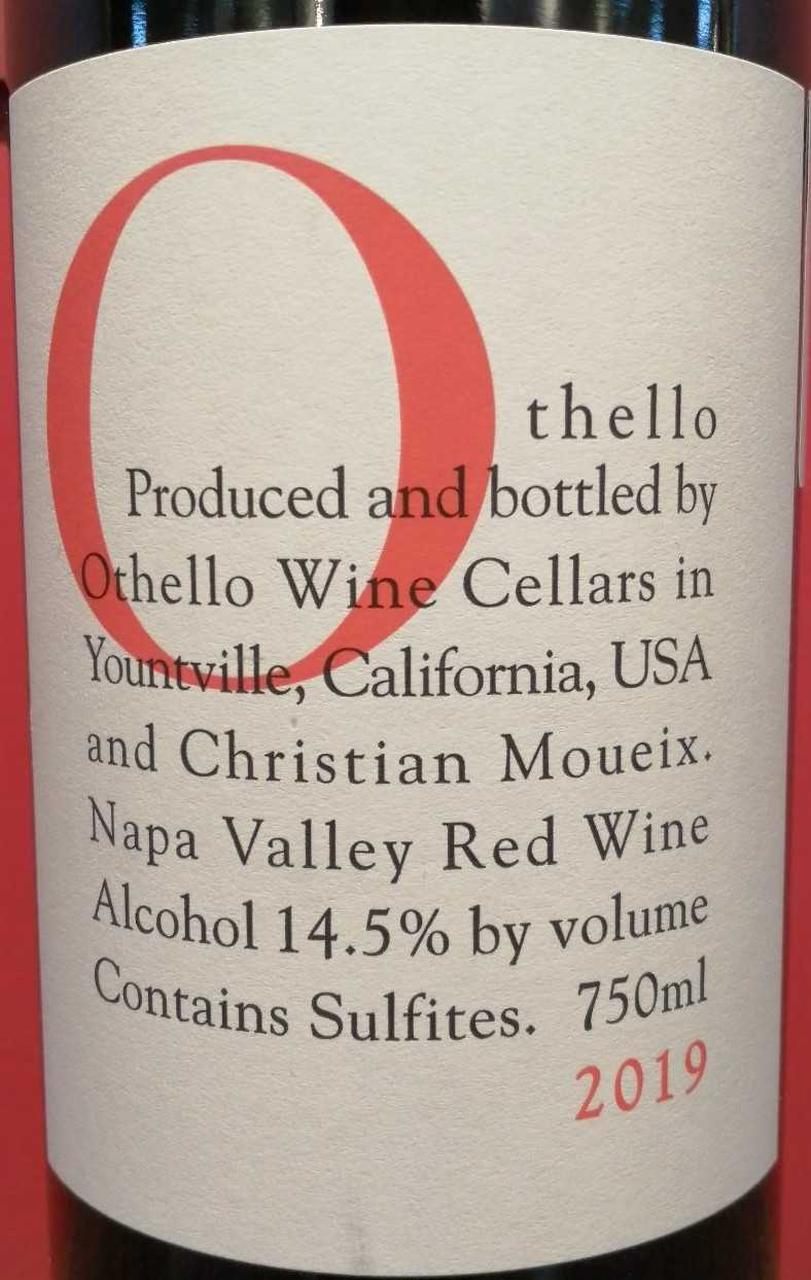 Othello
Produced and bottled by
Othello Wine Cellars in
Yountville, California, USA
and Christian Moueix.
Napa Valley Red Wine
Alcohol 14.5% by volume
Contains Sulfites. 750ml
2019